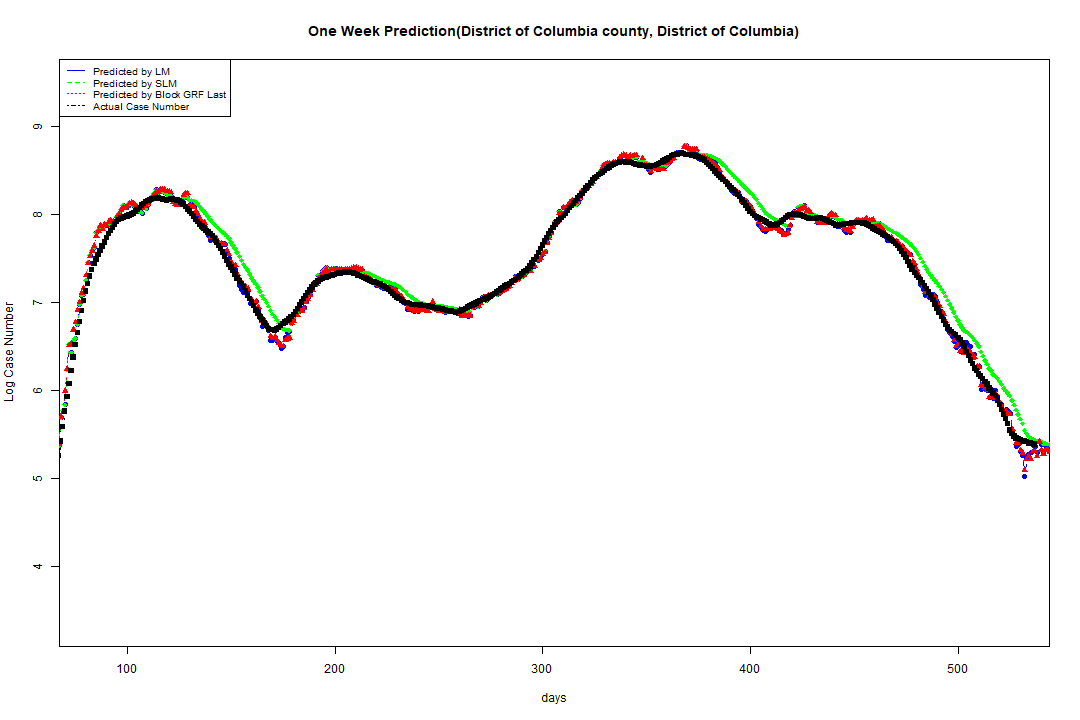 One Week Prediction(District of Columbia county, District of Columbia)
Predicted by LM
Predicted by SLM
Predicted by Block GRF Last
Actual Case Number
9
8
7
6
5
4
Log Case Number
100 200 300 400 500
days